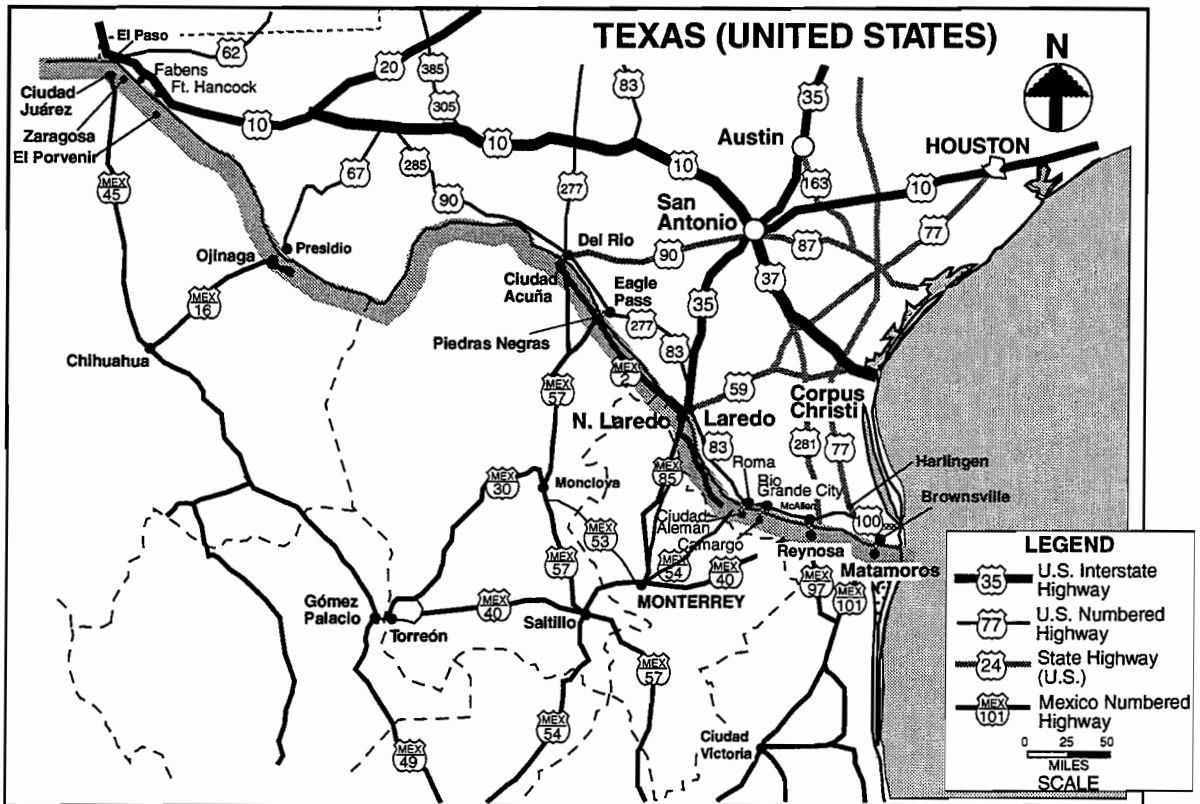 TEXAS (UNITED STATES)
N
El Paso
62
Fabens
Ft. Hancock
20
385
305
83
35
Ciudad
Juárez
Zaragosa
El Porvenir
10
10
10
Austin
HOUSTON
MEX
45
67
285
90
277
163
10
San
Antonio
77
Ojinaga
Presidio
Del Rio
90
87
MEX
16
Ciudad
Acuña
Eagle
Pass
277
35
37
Chihuahua
Piedras Negras
83
MEX
2
MEX
57
59
Corpus
Christi
N. Laredo
Laredo
83
281
77
Harlingen
MEX
30
Moncloya
MEX
85
Roma
Rio
Grande City
McAllen
Brownsville
Ciudad
Alemán
Camargo
100
MEX
53
MEX
57
MEX
54
MEX
40
Reynosa
Matamoros
MEX
97
MEX
101
Gómez
Palacio
Torreón
MEX
40
Saltillo
MONTERREY
MEX
57
MEX
54
MEX
49
Ciudad
Victoria
LEGEND
35
U.S. Interstate
Highway
77
U.S. Numbered
Highway
24
State Highway
(U.S.)
MEX
101
Mexico Numbered
Highway
0 25 50
MILES
SCALE